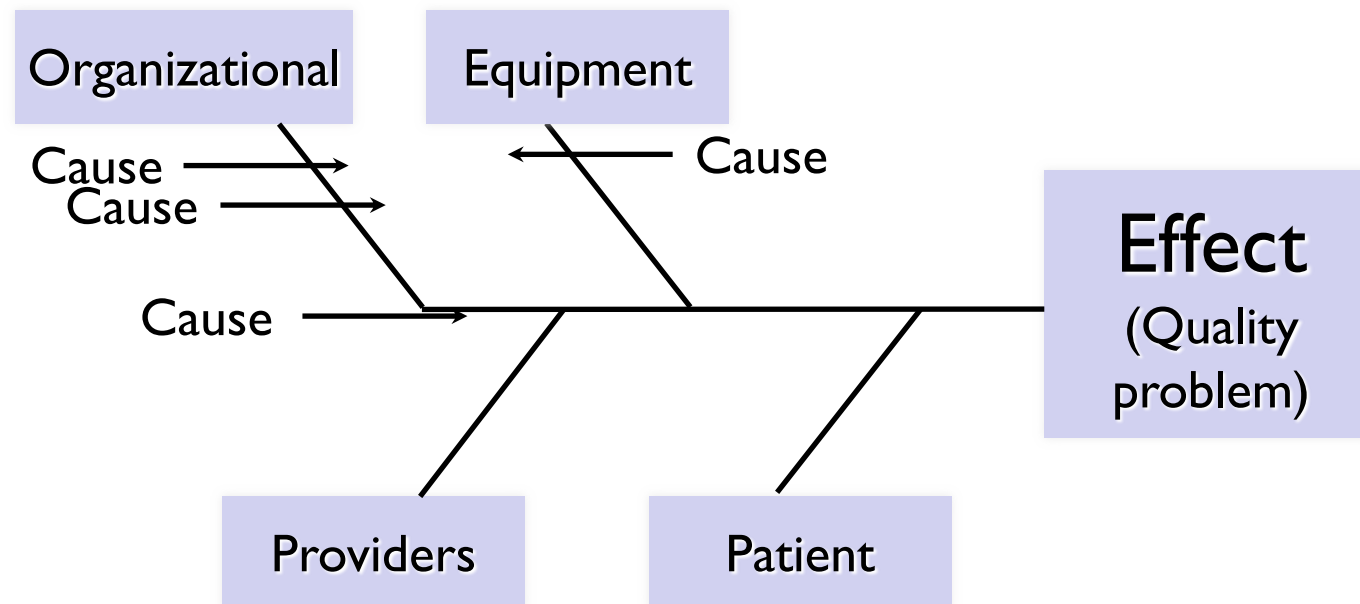 Organizational
Equipment
Cause
Cause
Cause
Effect
(Quality
problem)
Cause
Providers
Patient